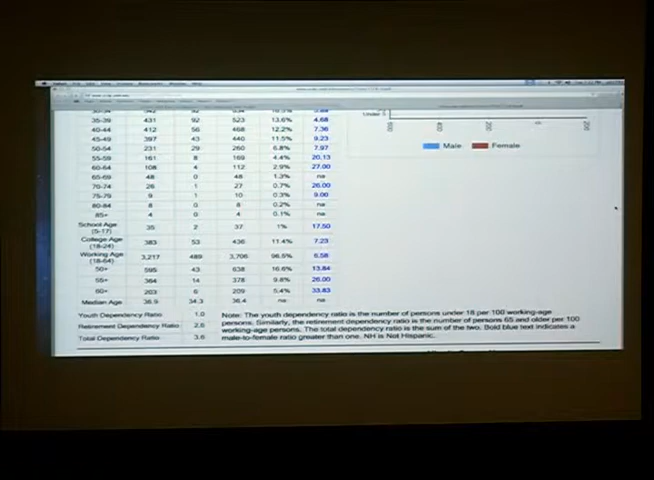 35-39 431 92 523 13.6% 4.68
40-44 412 56 468 12.2% 7.36
45-49 397 43 440 11.5% 9.23
50-54 231 29 260 6.8% 7.97
55-59 161 8 169 4.4% 20.13
60-64 108 4 112 2.9% 27.00
65-69 48 0 48 1.3% na
70-74 26 1 27 0.7% 26.00
75-79 9 1 10 0.3% 9.00
80-84 8 0 8 0.2% na
85+ 4 0 4 0.1% na
School Age
(5-17) 35 2 37 1% 17.50
College Age
(18-24) 383 53 436 11.4% 7.23
Working Age
(18-64) 3,217 489 3,706 96.5% 6.58
50+ 595 43 638 16.6% 13.84
55+ 364 14 378 9.8% 26.00
60+ 203 6 209 5.4% 33.83
Median Age 36.9 34.3 36.4 na na
Youth Dependency Ratio 1.0
Retirement Dependency Ratio 2.6
Total Dependency Ratio 3.6
Note: The youth dependency ratio is the number of persons under 18 per 100 working-age
persons. Similarly, the retirement dependency ratio is the number of persons 65 and older per 100
working-age persons. The total dependency ratio is the sum of the two. Bold blue text indicates a
male-to-female ratio greater than one. NH is Not Hispanic.
Under 5
Male Female